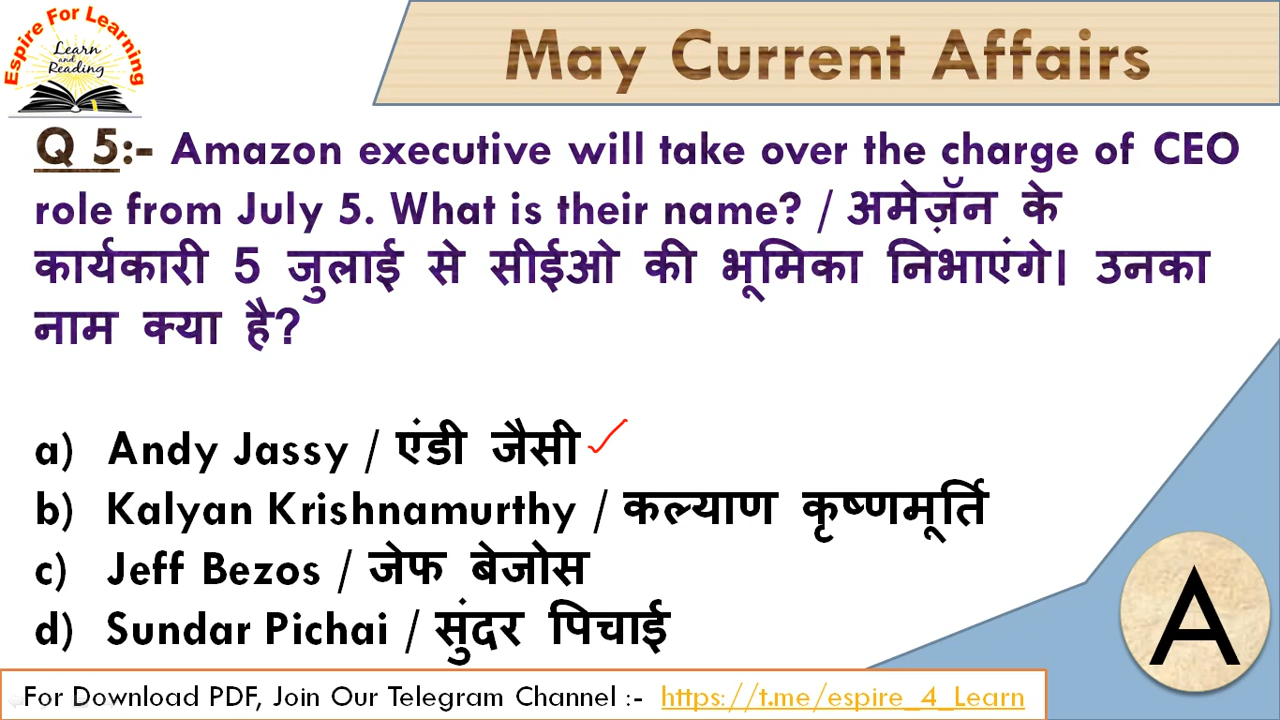 Espire For Learning
Learn
and
Reading
May Current Affairs
Q 5:- Amazon executive will take over the charge of CEO
role from July 5. What is their name? / अमेज़ॅन के
कार्यकारी 5 जुलाई से सीईओ की भूमिका निभाएंगे। उनका
नाम क्या है?
a) Andy Jassy / एंडी जैसी
b) Kalyan Krishnamurthy / कल्याण कृष्णमूर्ति
c) Jeff Bezos / जेफ बेजोस
d) Sundar Pichai / सुंदर पिचाई
A
For Download PDF, Join Our Telegram Channel :- https://t.me/espire_4_Learn